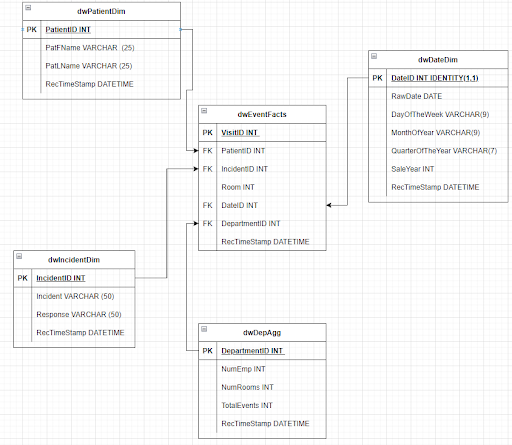 dwPatientDim
PK PatientID INT
PatFName VARCHAR (25)
PatLName VARCHAR (25)
RecTimeStamp DATETIME
dwDateDim
PK DateID INT IDENTITY(1,1)
RawDate DATE
DayOfTheWeek VARCHAR(9)
MonthOfYear VARCHAR(9)
QuarterOfTheYear VARCHAR(7)
SaleYear INT
RecTimeStamp DATETIME
dwEventFacts
PK VisitID INT
FK PatientID INT
FK IncidentID INT
Room INT
FK DateID INT
FK DepartmentID INT
RecTimeStamp DATETIME
dwIncidentDim
PK IncidentID INT
Incident VARCHAR (50)
Response VARCHAR (50)
RecTimeStamp DATETIME
dwDepAgg
PK DepartmentID INT
NumEmp INT
NumRooms INT
TotalEvents INT
RecTimeStamp DATETIME